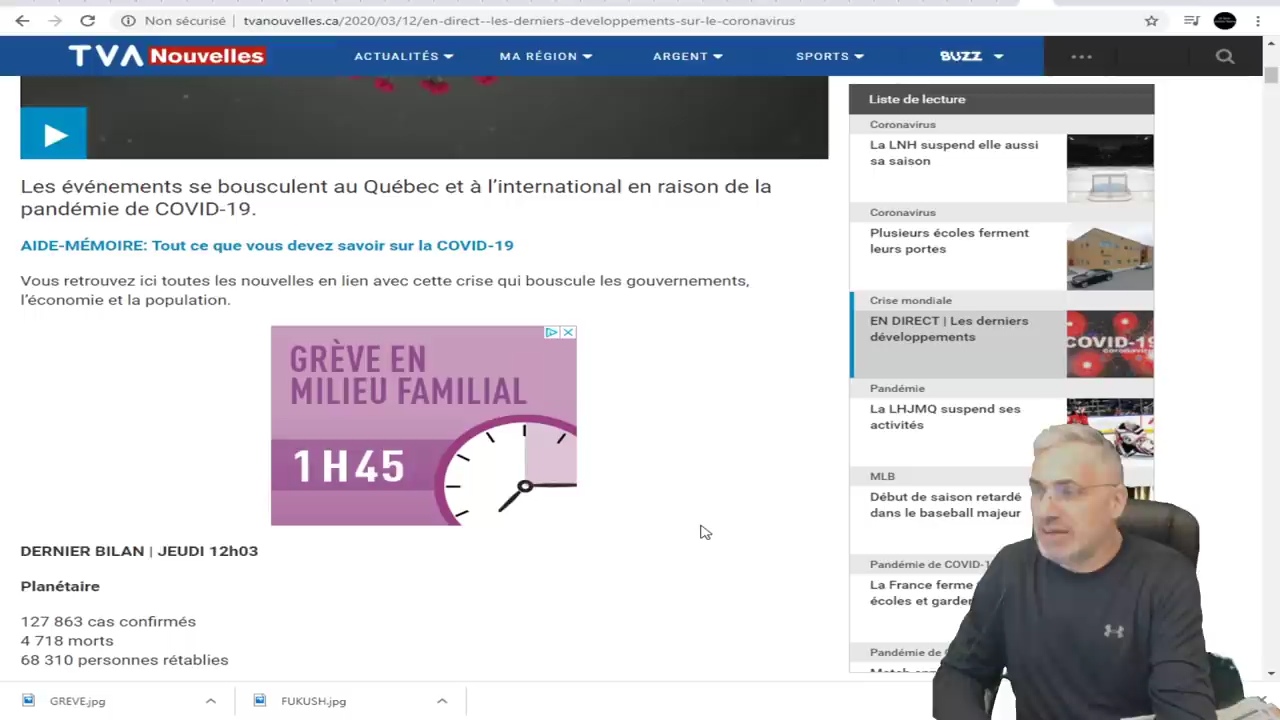 Non sécurisé | tvanouvelles.ca/2020/03/12/en-direct--les-derniers-developpements-sur-le-coronavirus
TVA Nouvelles
ACTUALITÉS
MA RÉGION
ARGENT
SPORTS
BUZZ
Les événements se bousculent au Québec et à l'international en raison de la
pandémie de COVID-19.
AIDE-MÉMOIRE: Tout ce que vous devez savoir sur la COVID-19
Vous retrouvez ici toutes les nouvelles en lien avec cette crise qui bouscule les gouvernements,
l'économie et la population.
GRÈVE EN
MILIEU FAMILIAL
1H45
DERNIER BILAN | JEUDI 12h03
Planétaire
127 863 cas confirmés
4 718 morts
68 310 personnes rétablies
Liste de lecture
Coronavirus
La LNH suspend elle aussi
sa saison
Coronavirus
Plusieurs écoles ferment
leurs portes
Crise mondiale
EN DIRECT | Les derniers
développements
COVID-19
coronavirus
Pandémie
La LHJMQ suspend ses
activités
MLB
Début de saison retardé
dans le baseball majeur
Pandémie de COVID-1
La France ferme
écoles et garder
Pandémie de
GREVE.jpg
FUKUSH.jpg